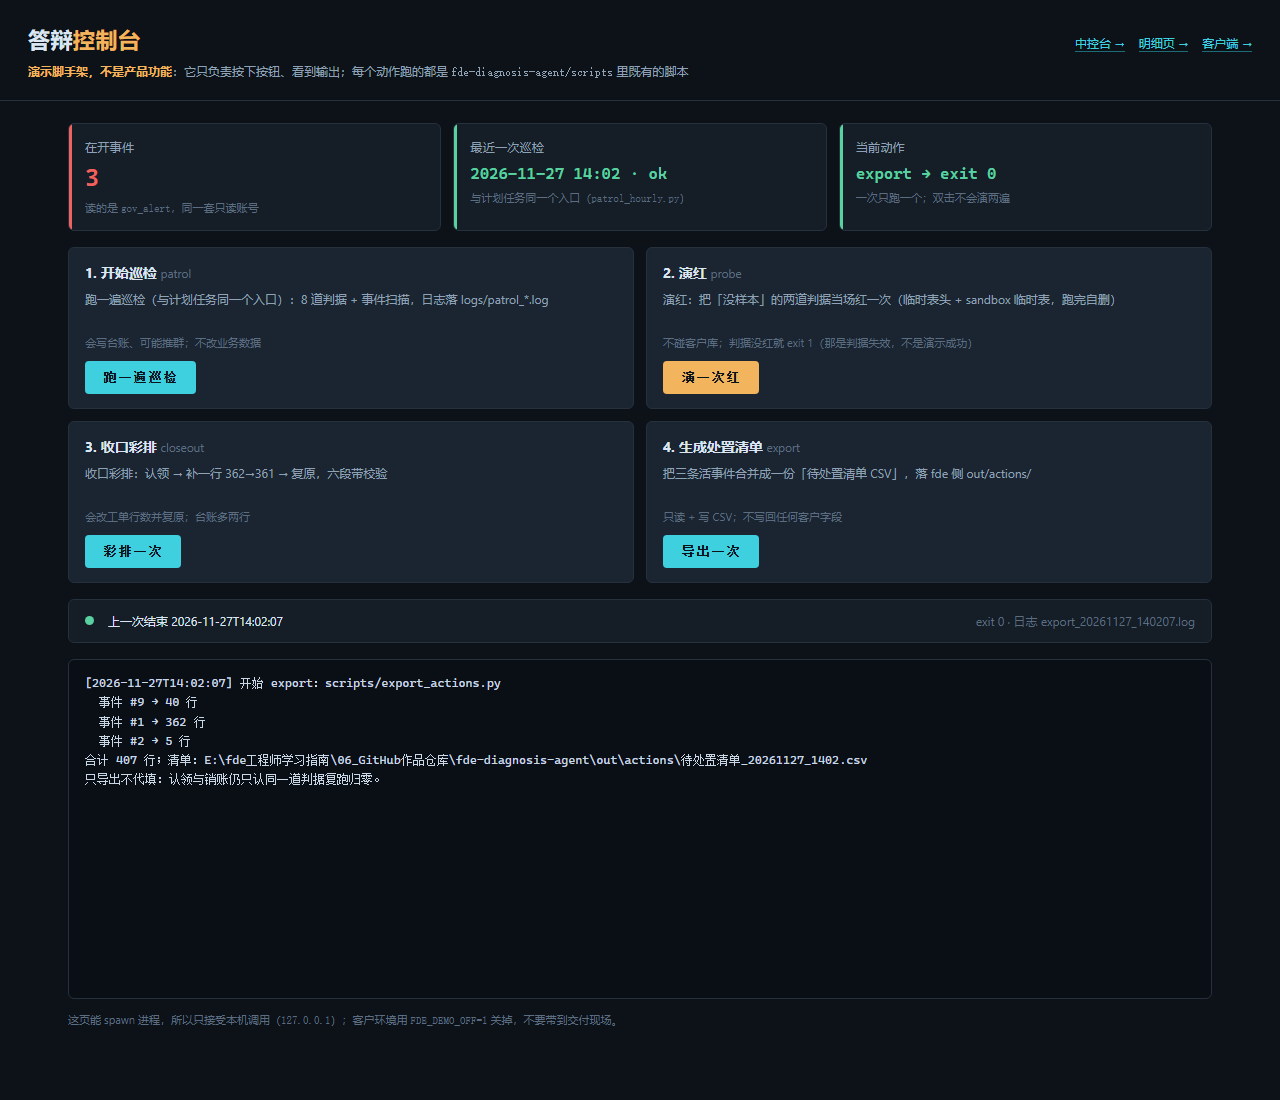 答辩控制台
中控台 → 明细页 → 客户端 →
演示脚手架，不是产品功能：它只负责按下按钮、看到输出；每个动作跑的都是 fde-diagnosis-agent/scripts 里既有的脚本
在开事件
3
读的是 gov_alert，同一套只读账号
最近一次巡检
2026-11-27 14:02 · ok
与计划任务同一个入口（patrol_hourly.py）
当前动作
export → exit 0
一次只跑一个；双击不会演两遍
1. 开始巡检 patrol
跑一遍巡检（与计划任务同一个入口）：8 道判据 + 事件扫描，日志落 logs/patrol_*.log
会写台账、可能推群；不改业务数据
跑一遍巡检
2. 演红 probe
演红：把「没样本」的两道判据当场红一次（临时表头 + sandbox 临时表，跑完自删）
不碰客户库；判据没红就 exit 1（那是判据失效，不是演示成功）
演一次红
3. 收口彩排 closeout
收口彩排：认领 → 补一行 362→361 → 复原，六段带校验
会改工单行数并复原；台账多两行
彩排一次
4. 生成处置清单 export
把三条活事件合并成一份「待处置清单 CSV」，落 fde 侧 out/actions/
只读 + 写 CSV；不写回任何客户字段
导出一次
上一次结束 2026-11-27T14:02:07
exit 0 · 日志 export_20261127_140207.log
[2026-11-27T14:02:07] 开始 export：scripts/export_actions.py
事件 #9 → 40 行
事件 #1 → 362 行
事件 #2 → 5 行
合计 407 行；清单：E:\fde工程师学习指南\06_GitHub作品仓库\fde-diagnosis-agent\out\actions\待处置清单_20261127_1402.csv
只导出不代填：认领与销账仍只认同一道判据复跑归零。
这页能 spawn 进程，所以只接受本机调用（127.0.0.1）；客户环境用 FDE_DEMO_OFF=1 关掉，不要带到交付现场。